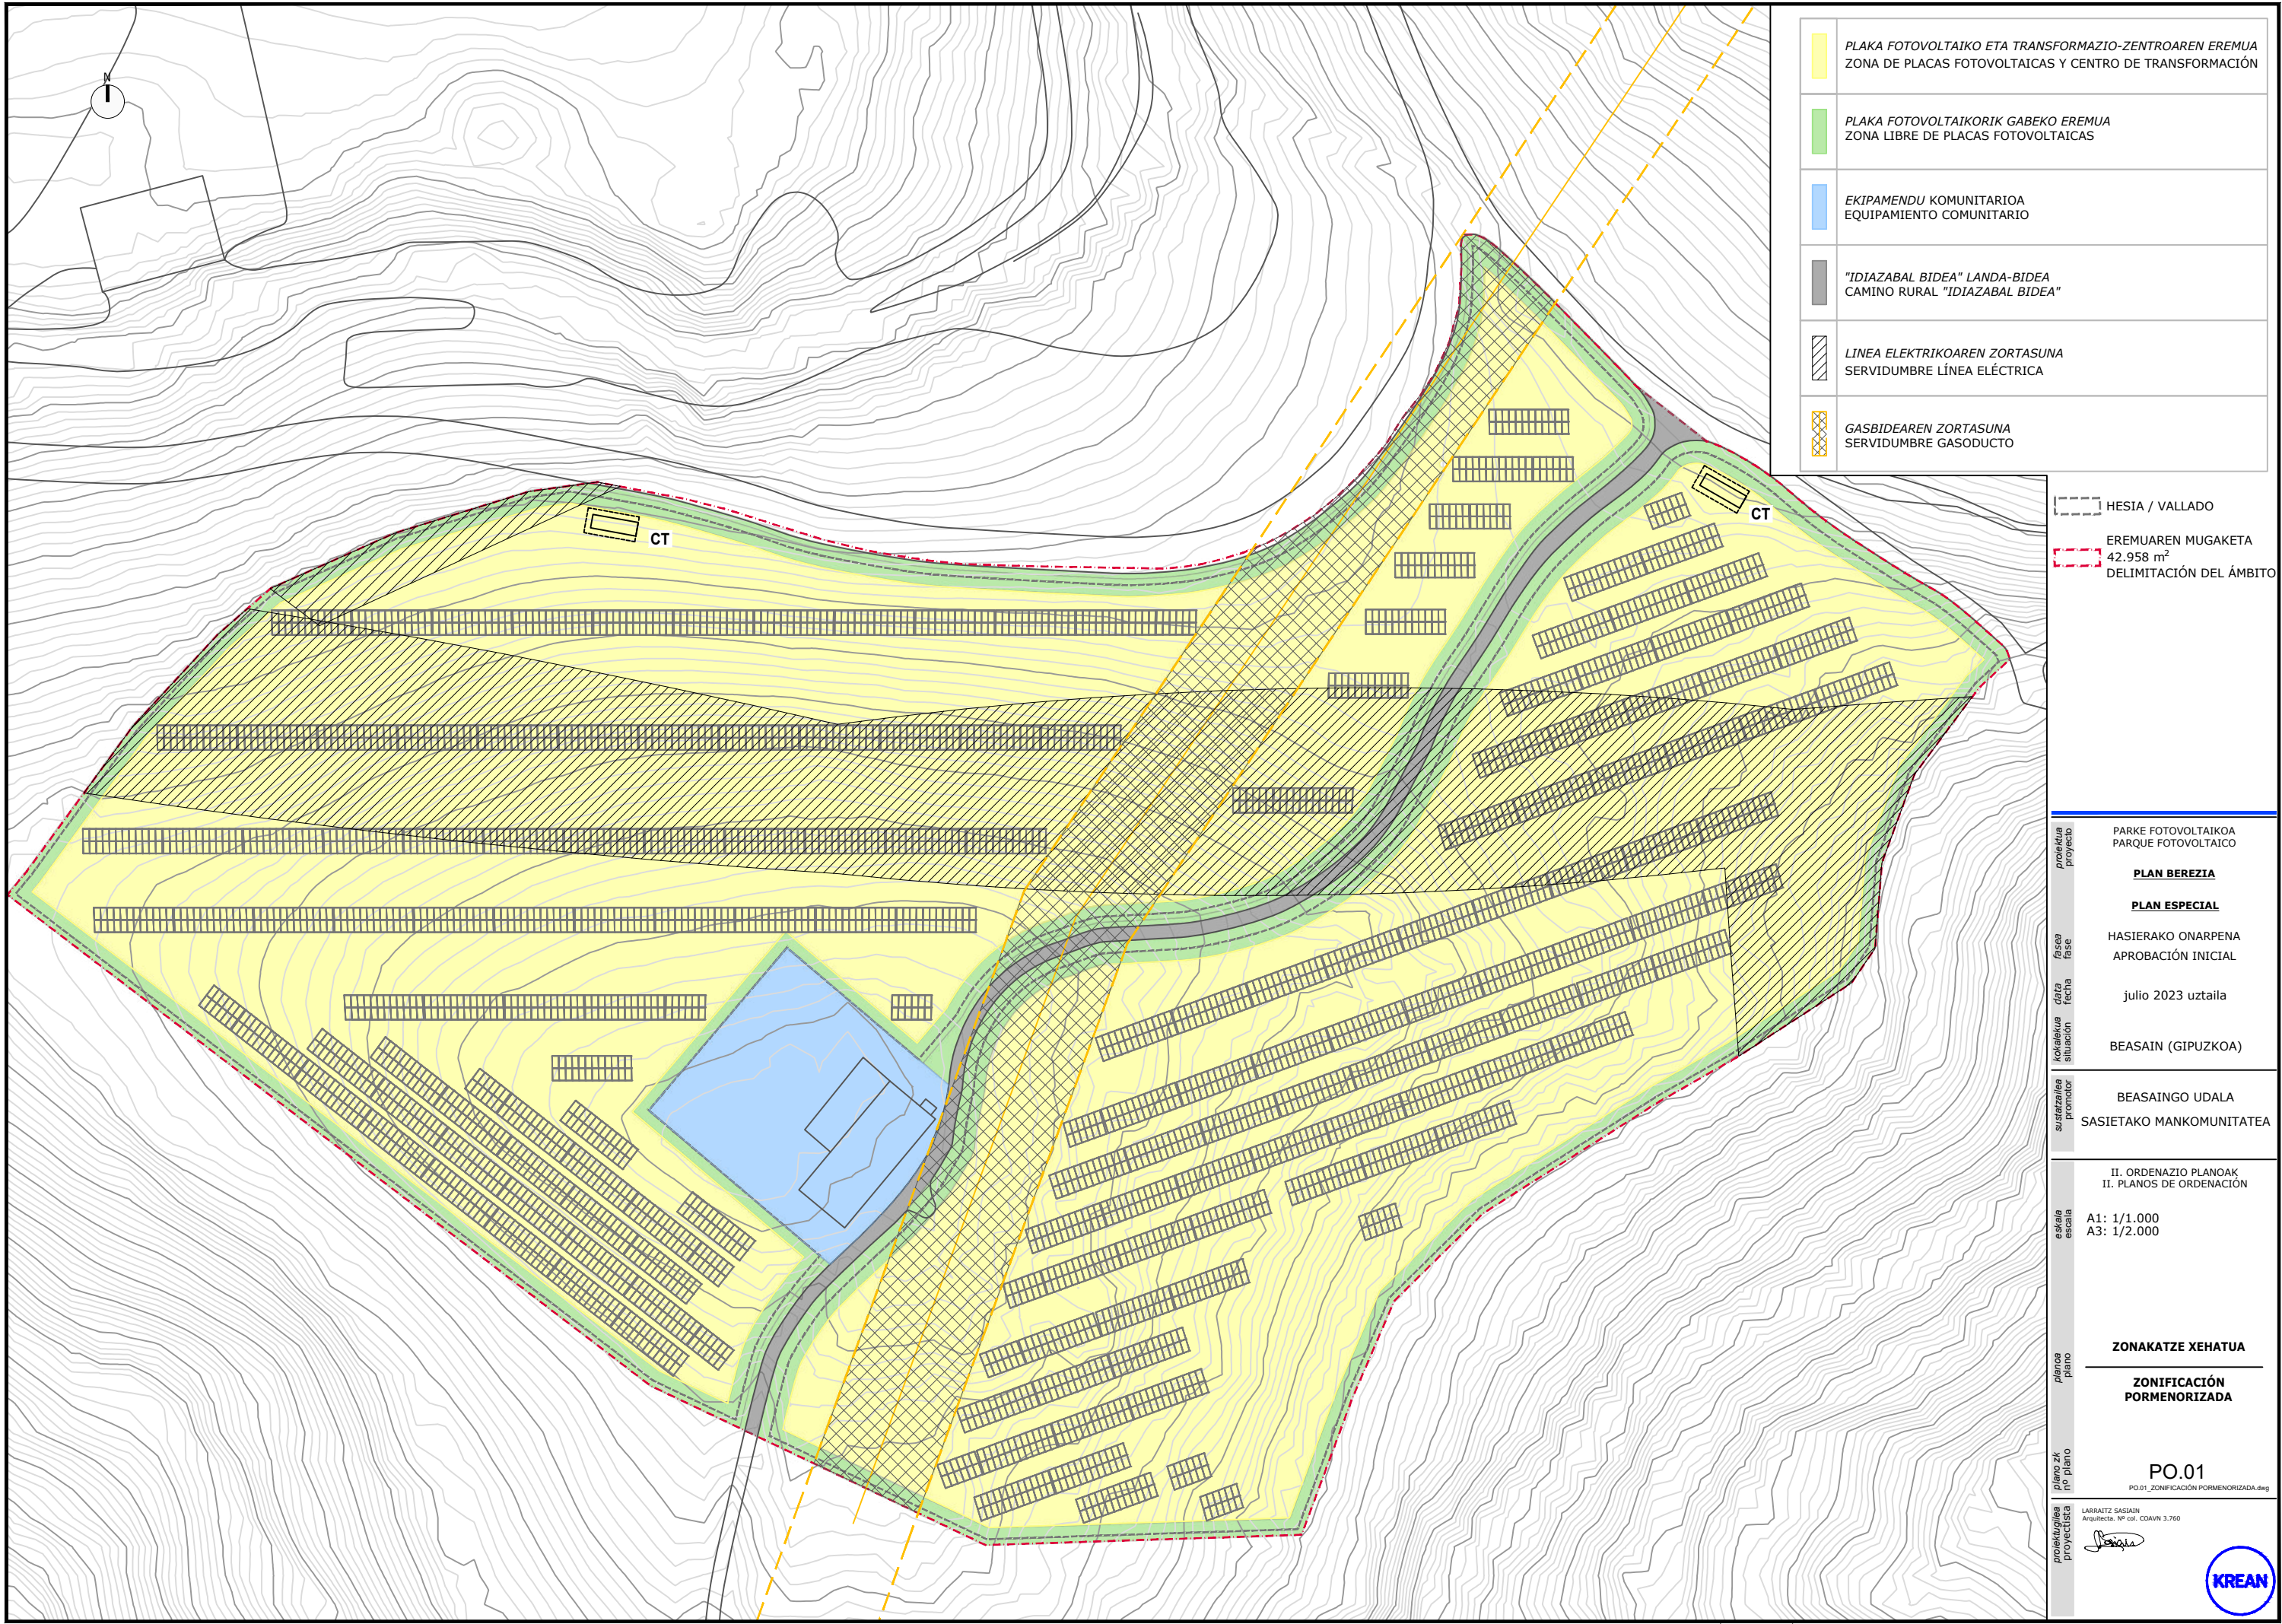 N
CT
CT
PLAKA FOTOVOLTAIKO ETA TRANSFORMAZIO-ZENTROAREN EREMUA
ZONA DE PLACAS FOTOVOLTAICAS Y CENTRO DE TRANSFORMACIÓN
PLAKA FOTOVOLTAIKORIK GABEKO EREMUA
ZONA LIBRE DE PLACAS FOTOVOLTAICAS
EKIPAMENDU KOMUNITARIOA
EQUIPAMIENTO COMUNITARIO
"IDIAZABAL BIDEA" LANDA-BIDEA
CAMINO RURAL "IDIAZABAL BIDEA"
LINEA ELEKTRIKOAREN ZORTASUNA
SERVIDUMBRE LÍNEA ELÉCTRICA
GASBIDEAREN ZORTASUNA
SERVIDUMBRE GASODUCTO
HESIA / VALLADO
EREMUAREN MUGAKETA
42.958 m²
DELIMITACIÓN DEL ÁMBITO
proiektua
proyecto
PARKE FOTOVOLTAIKOA
PARQUE FOTOVOLTAICO
PLAN BEREZIA
PLAN ESPECIAL
fasea
fase
HASIERAKO ONARPENA
APROBACIÓN INICIAL
data
fecha
julio 2023 uztaila
kokalekua
situación
BEASAIN (GIPUZKOA)
sustatzailea
promotor
BEASAINGO UDALA
SASIETAKO MANKOMUNITATEA
II. ORDENAZIO PLANOAK
II. PLANOS DE ORDENACIÓN
eskala
escala
A1: 1/1.000
A3: 1/2.000
planoa
plano
ZONAKATZE XEHATUA
ZONIFICACIÓN
PORMENORIZADA
plano zk
nº plano
PO.01
PO.01_ZONIFICACIÓN PORMENORIZADA.dwg
proiektugilea
proyectista
LARRAITZ SASIAIN
Arquitecta. Nº col. COAVN 3.760
KREAN